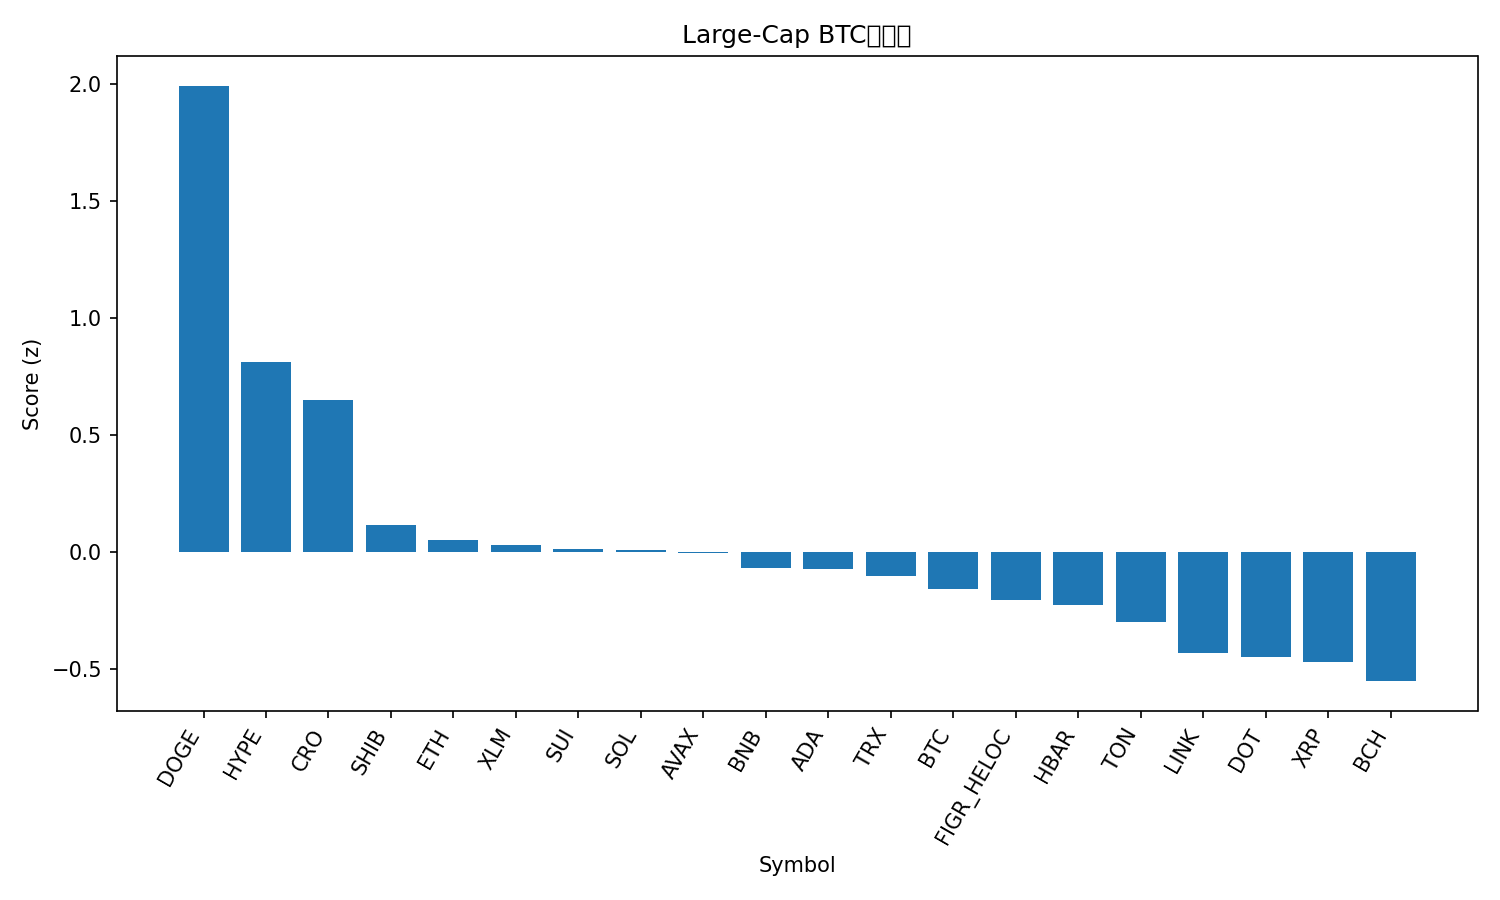 Large-Cap BTC
2.0
1.5
1.0
0.5
0.0
−0.5
Score (z)
DOGE
HYPE
CRO
SHIB
ETH
XLM
SUI
SOL
AVAX
BNB
ADA
TRX
BTC
FIGR_HELOC
HBAR
TON
LINK
DOT
XRP
BCH
Symbol